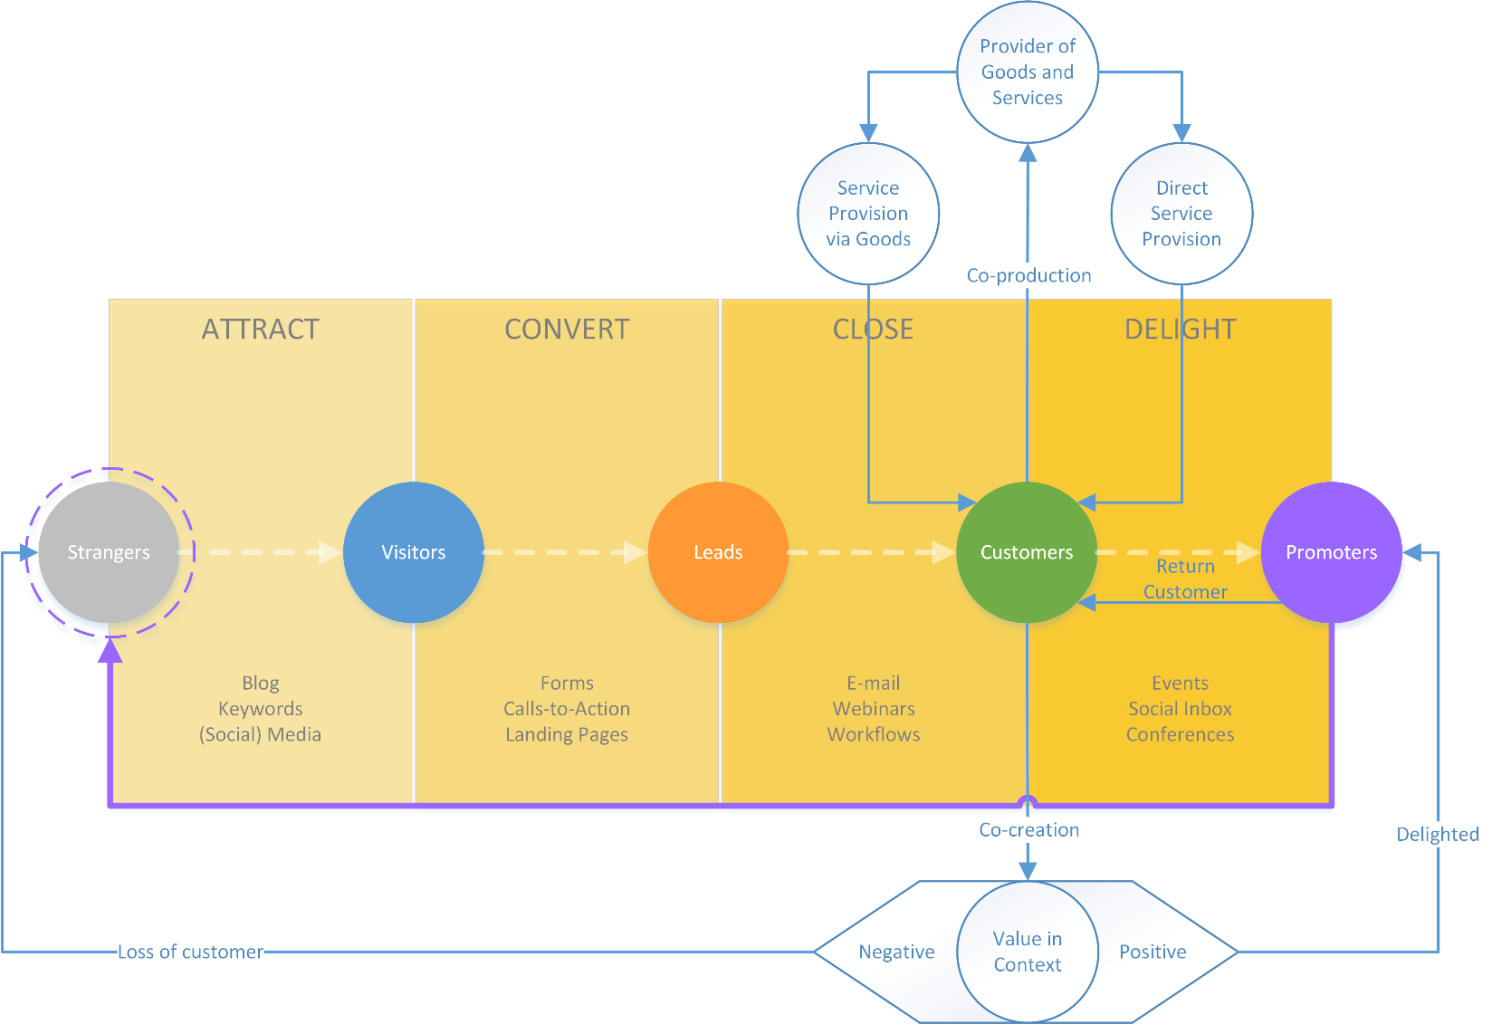 Provider of
Goods and
Services
Service
Provision
via Goods
Direct
Service
Provision
Co-production
ATTRACT
CONVERT
CLOSE
DELIGHT
Strangers
Visitors
Leads
Customers
Promoters
Return
Customer
Blog
Keywords
(Social) Media
Forms
Calls-to-Action
Landing Pages
E-mail
Webinars
Workflows
Events
Social Inbox
Conferences
Co-creation
Delighted
Loss of customer
Negative
Value in
Context
Positive